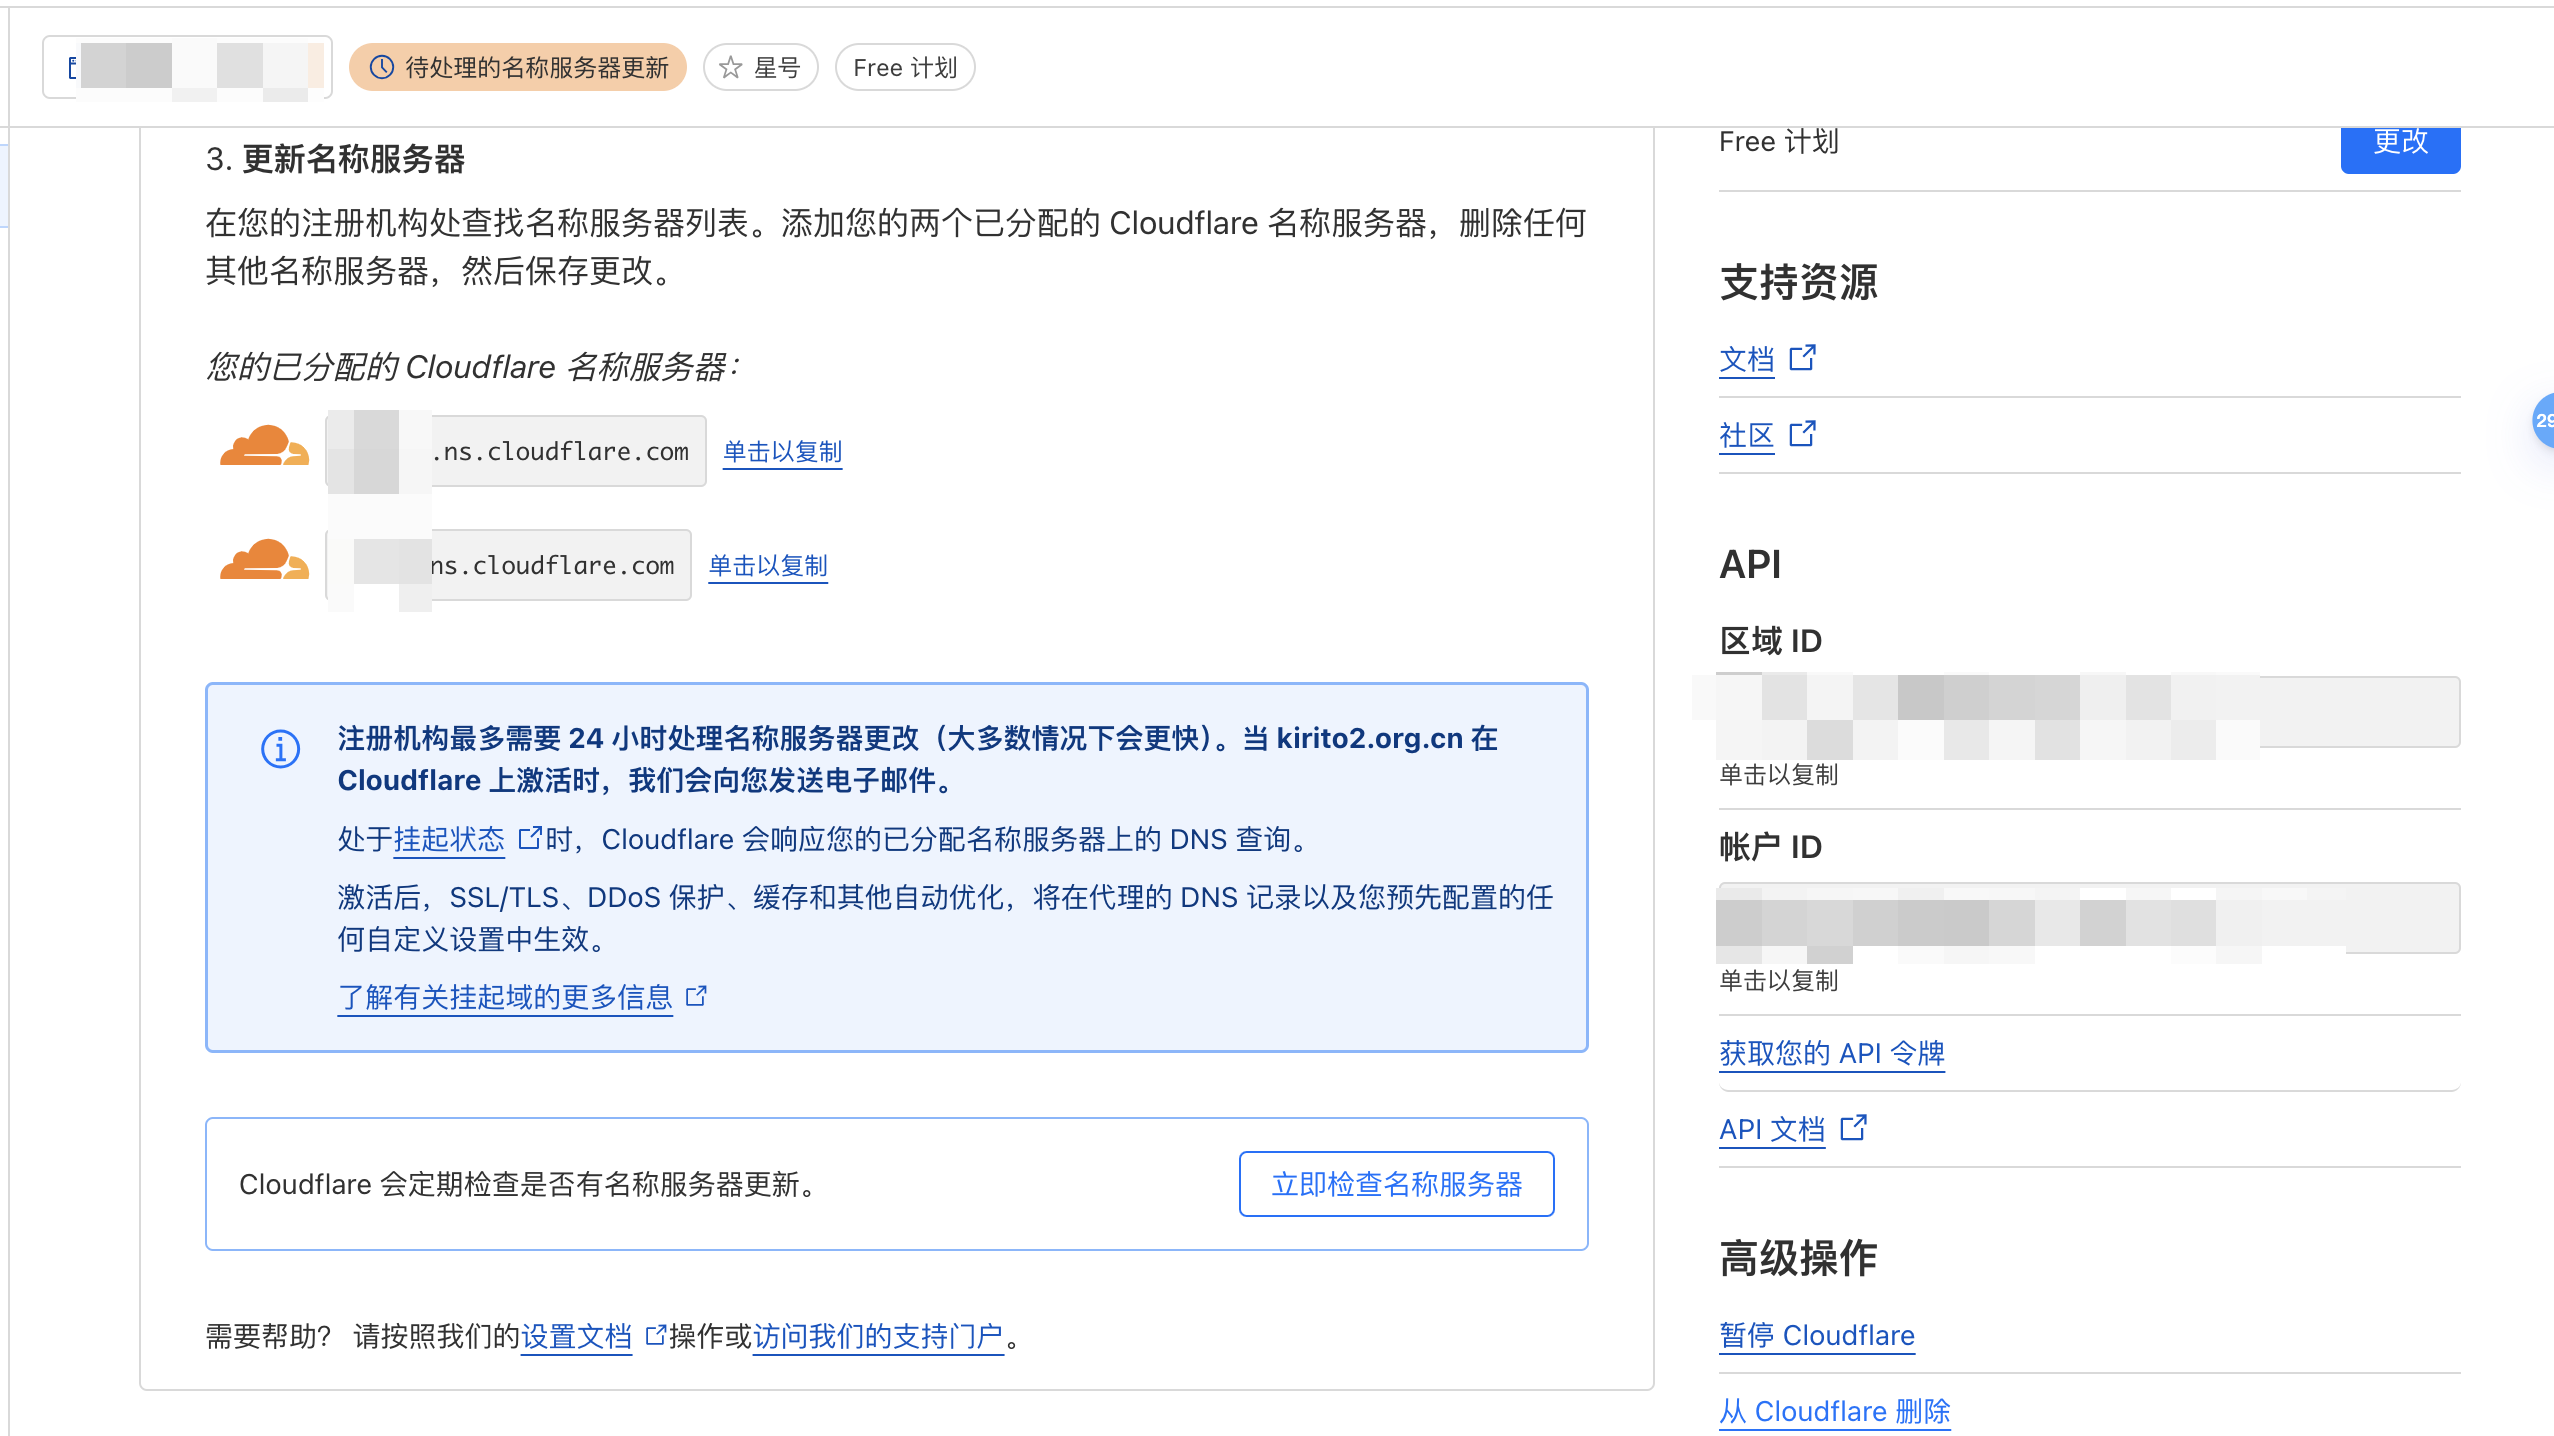 待处理的名称服务器更新
星号
Free 计划
3. 更新名称服务器
在您的注册机构处查找名称服务器列表。添加您的两个已分配的 Cloudflare 名称服务器，删除任何
其他名称服务器，然后保存更改。
您的已分配的 Cloudflare 名称服务器：
.ns.cloudflare.com 单击以复制
ns.cloudflare.com 单击以复制
注册机构最多需要 24 小时处理名称服务器更改（大多数情况下会更快）。当 kirito2.org.cn 在
Cloudflare 上激活时，我们会向您发送电子邮件。
处于挂起状态 时，Cloudflare 会响应您的已分配名称服务器上的 DNS 查询。
激活后，SSL/TLS、DDoS 保护、缓存和其他自动优化，将在代理的 DNS 记录以及您预先配置的任
何自定义设置中生效。
了解有关挂起域的更多信息
Cloudflare 会定期检查是否有名称服务器更新。
立即检查名称服务器
需要帮助？ 请按照我们的设置文档 操作或访问我们的支持门户。
Free 计划
更改
支持资源
文档
社区
API
区域 ID
单击以复制
帐户 ID
单击以复制
获取您的 API 令牌
API 文档
高级操作
暂停 Cloudflare
从 Cloudflare 删除
29